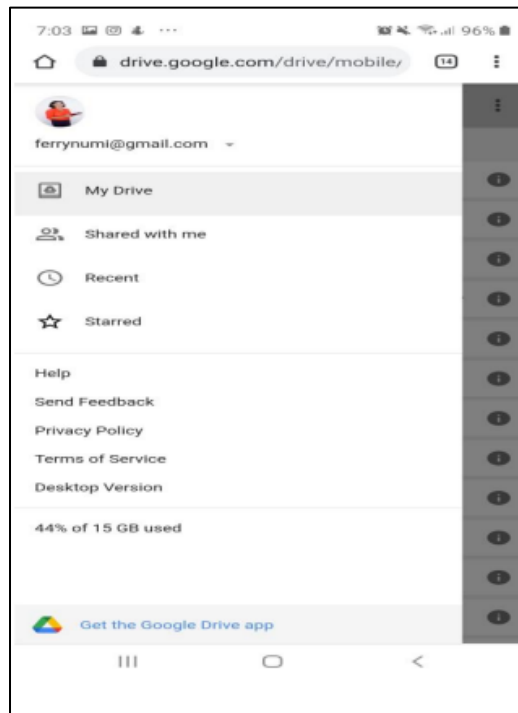 7:03 ... 96%
drive.google.com/drive/mobile/ 14
ferrynumi@gmail.com
My Drive
Shared with me
Recent
Starred
Help
Send Feedback
Privacy Policy
Terms of Service
Desktop Version
44% of 15 GB used
Get the Google Drive app